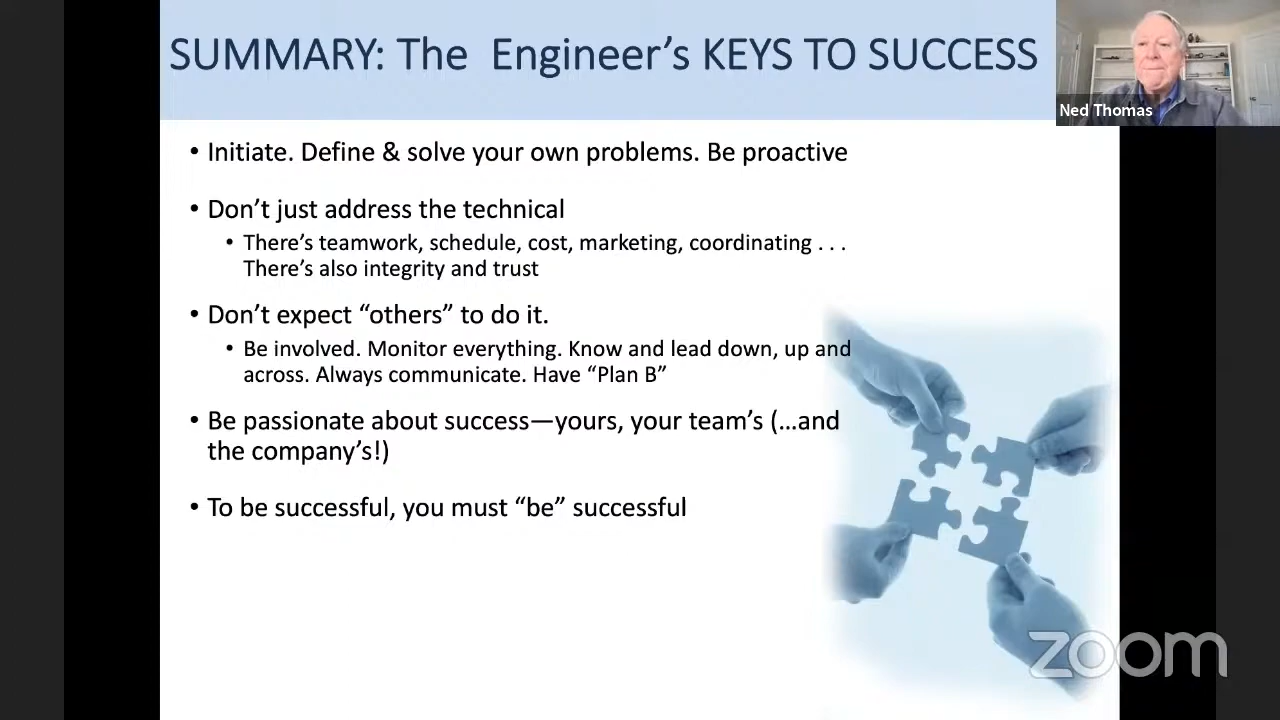 SUMMARY: The Engineer's KEYS TO SUCCESS
Ned Thomas
• Initiate. Define & solve your own problems. Be proactive
• Don't just address the technical
• There's teamwork, schedule, cost, marketing, coordinating . . .
There's also integrity and trust
• Don't expect “others” to do it.
• Be involved. Monitor everything. Know and lead down, up and
across. Always communicate. Have “Plan B”
• Be passionate about success—yours, your team's (…and
the company's!)
• To be successful, you must “be” successful
zoom